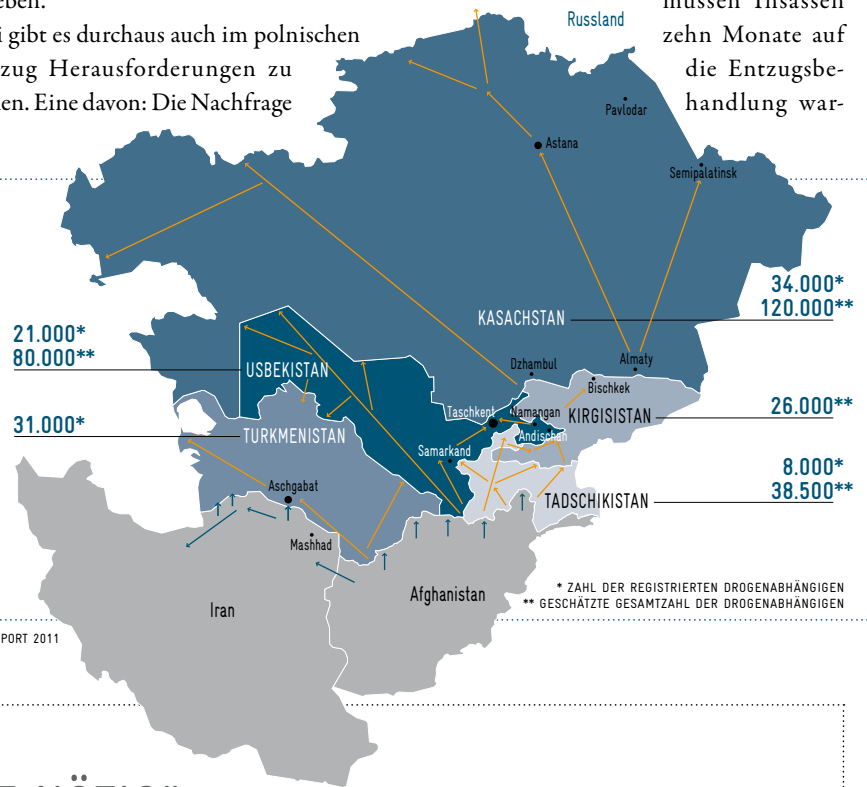 eben.
i gibt es durchaus auch im polnischen
zug Herausforderungen zu
en. Eine davon: Die Nachfrage
müssen Insassen
zehn Monate auf
die Entzugsbe-
handlung war-
Russland
Pavlodar
Astana
Semipalatinsk
34.000*
120.000**
KASACHSTAN
21.000*
80.000**
USBEKISTAN
Dzhambul
Almaty
Bischkek
Taschkent
Namangan
KIRGISISTAN
26.000**
31.000*
TURKMENISTAN
Andischan
Samarkand
8.000*
38.500**
Aschgabat
TADSCHIKISTAN
Mashhad
Afghanistan
Iran
* ZAHL DER REGISTRIERTEN DROGENABHÄNGIGEN
** GESCHÄTZTE GESAMTZAHL DER DROGENABHÄNGIGEN
PORT 2011